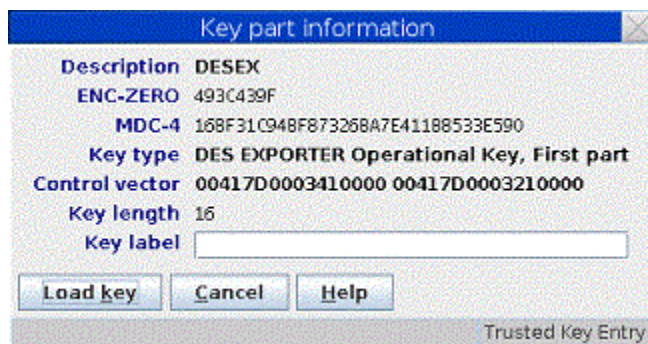 Key part information
Description DESEX
ENC-ZERO 493C439F
MDC-4 168F31C948F873268A7E411B8533E590
Key type DES EXPORTER Operational Key, First part
Control vector 00417D0003410000 00417D0003210000
Key length 16
Key label
Load key Cancel Help
Trusted Key Entry